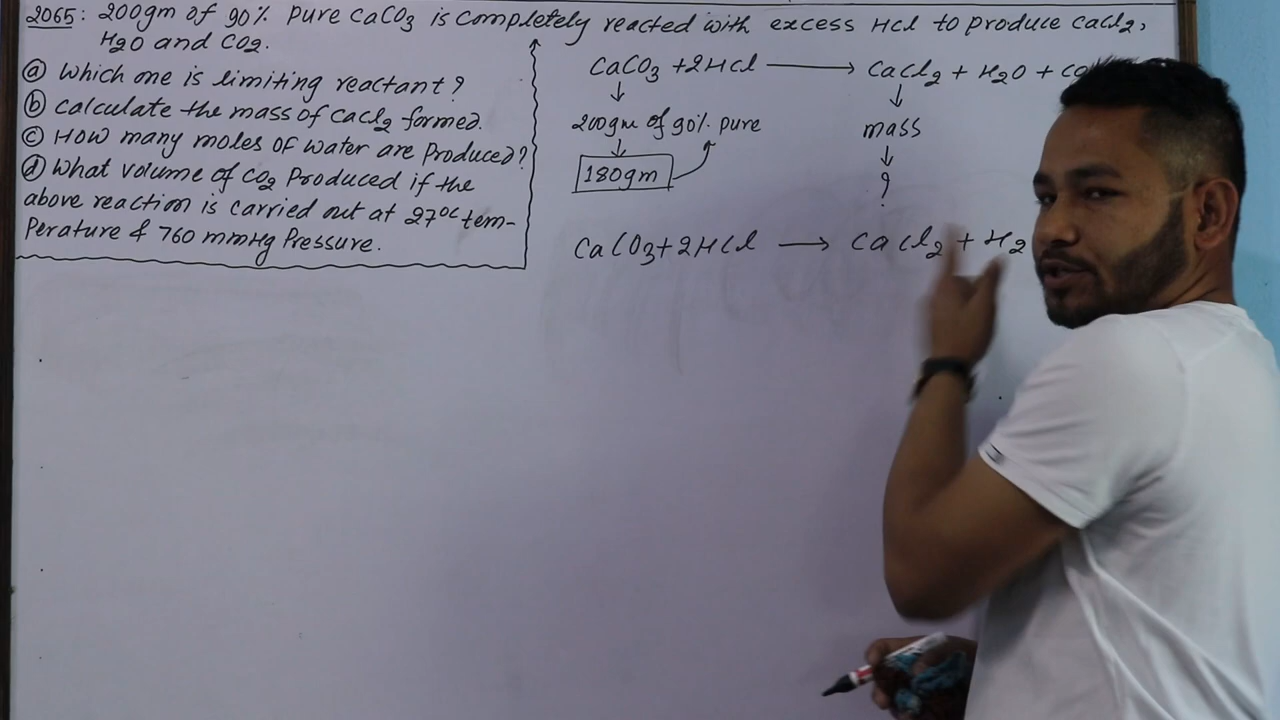 2065: 200gm of 90% pure CaCO3 is completely reacted with excess HCl to produce CaCl2,
H2O and CO2.
ⓐ Which one is limiting reactant?
ⓑ Calculate the mass of CaCl2 formed.
ⓒ How many moles of water are Produced?
ⓓ What volume of CO2 Produced if the
above reaction is carried out at 27°C tem-
perature & 760 mmHg Pressure.
CaCO3 + 2HCl → CaCl2 + H2O + CO
↓ ↓
200gm of 90% pure mass
↓ ↓
180gm ?
CaCO3 + 2HCl → CaCl2 + H2